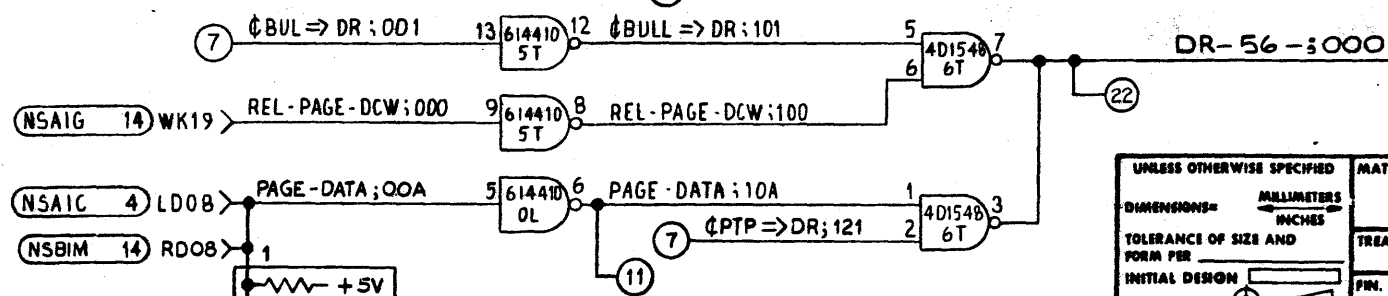 7 ¢BUL=> DR;001 13 614410 5T 12 ¢BULL => DR;101 5 6 4D1548 6T 7 DR-56-;000
22
NSAIG 14 WK19 REL-PAGE-DCW;000 9 614410 5T 8 REL-PAGE-DCW;100
NSAIC 4 LD08 PAGE-DATA;00A 5 614410 0L 6 PAGE-DATA;10A 1 4D1548 6T 3
7 ¢PTP=>DR;121 2
NSBIM 14 RD08 1
11
+5V
UNLESS OTHERWISE SPECIFIED
DIMENSIONS= MILLIMETERS
INCHES
TOLERANCE OF SIZE AND
FORM PER
INITIAL DESIGN
FIN.